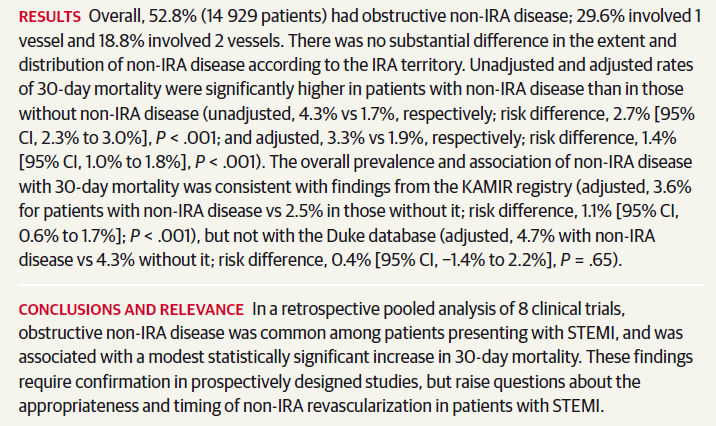 RESULTS Overall, 52.8% (14 929 patients) had obstructive non-IRA disease; 29.6% involved 1
vessel and 18.8% involved 2 vessels. There was no substantial difference in the extent and
distribution of non-IRA disease according to the IRA territory. Unadjusted and adjusted rates
of 30-day mortality were significantly higher in patients with non-IRA disease than in those
without non-IRA disease (unadjusted, 4.3% vs 1.7%, respectively; risk difference, 2.7% [95%
CI, 2.3% to 3.0%], P < .001; and adjusted, 3.3% vs 1.9%, respectively; risk difference, 1.4%
[95% CI, 1.0% to 1.8%], P < .001). The overall prevalence and association of non-IRA disease
with 30-day mortality was consistent with findings from the KAMIR registry (adjusted, 3.6%
for patients with non-IRA disease vs 2.5% in those without it; risk difference, 1.1% [95% CI,
0.6% to 1.7%]; P < .001), but not with the Duke database (adjusted, 4.7% with non-IRA
disease vs 4.3% without it; risk difference, 0.4% [95% CI, −1.4% to 2.2%], P = .65).
CONCLUSIONS AND RELEVANCE In a retrospective pooled analysis of 8 clinical trials,
obstructive non-IRA disease was common among patients presenting with STEMI, and was
associated with a modest statistically significant increase in 30-day mortality. These findings
require confirmation in prospectively designed studies, but raise questions about the
appropriateness and timing of non-IRA revascularization in patients with STEMI.